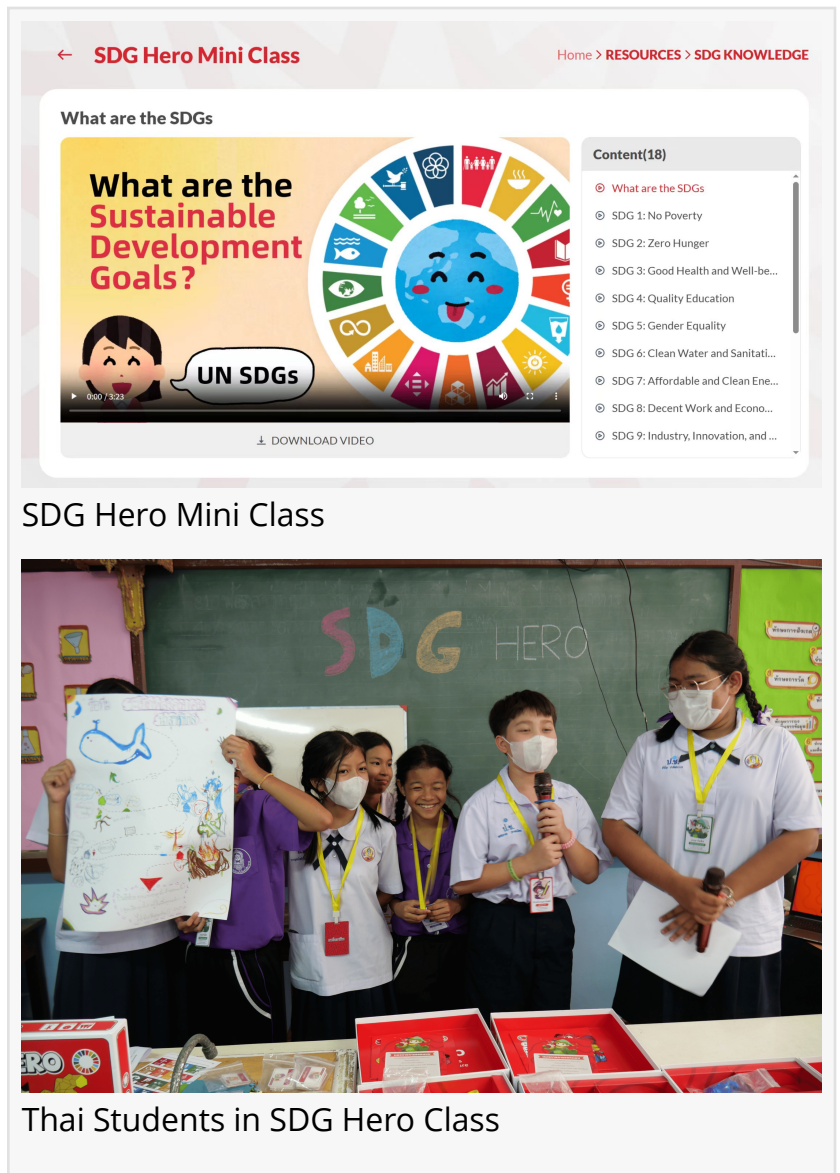 ← SDG Hero Mini Class
Home > RESOURCES > SDG KNOWLEDGE
What are the SDGs
What are the
Sustainable
Development
Goals?
UN SDGs
0:00 / 3:23
DOWNLOAD VIDEO
Content(18)
What are the SDGs
SDG 1: No Poverty
SDG 2: Zero Hunger
SDG 3: Good Health and Well-be...
SDG 4: Quality Education
SDG 5: Gender Equality
SDG 6: Clean Water and Sanitati...
SDG 7: Affordable and Clean Ene...
SDG 8: Decent Work and Econo...
SDG 9: Industry, Innovation, and ...
SDG Hero Mini Class
SDG HERO
Thai Students in SDG Hero Class